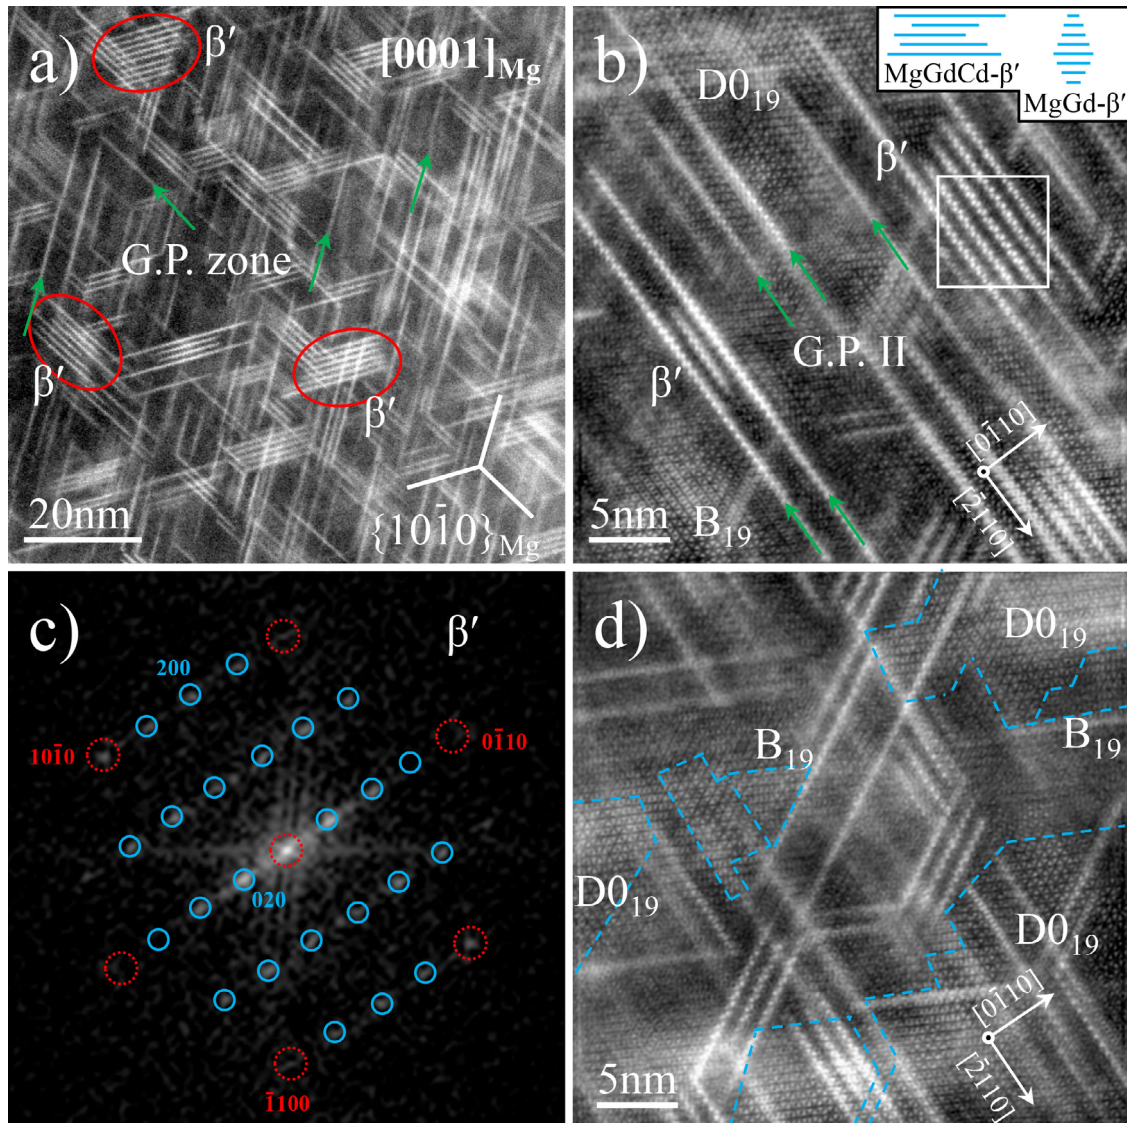 a)
β′
[0001]Mg
G.P. zone
β′
β′
20nm
{101̄0}Mg
b)
D0₁₉
MgGdCd-β′
MgGd-β′
β′
G.P. II
β′
[01̄10]
[2̄110]
B₁₉
5nm
c)
β′
200
101̄0
01̄10
020
1̄100
d)
D0₁₉
B₁₉
B₁₉
D0₁₉
D0₁₉
[01̄10]
[2̄110]
5nm